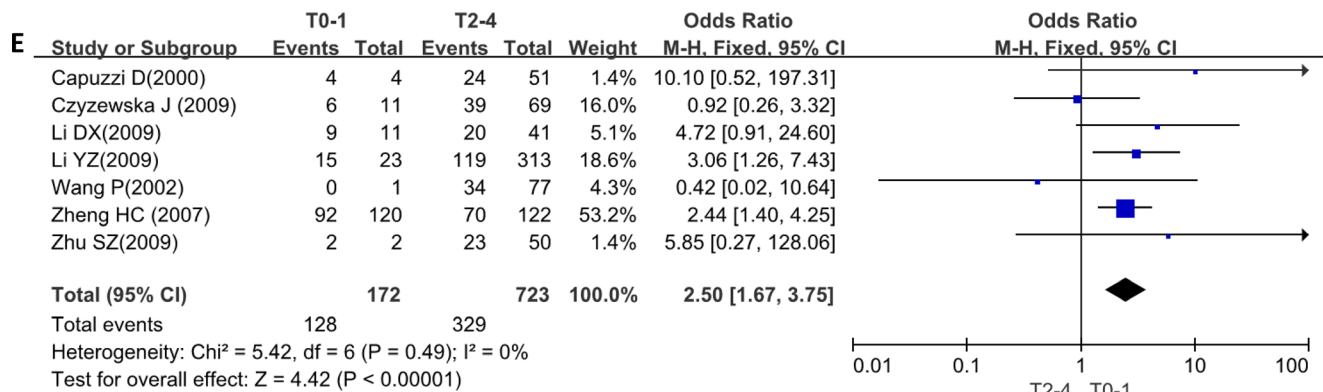 T0-1 T2-4 Odds Ratio Odds Ratio
E Study or Subgroup Events Total Events Total Weight M-H, Fixed, 95% CI M-H, Fixed, 95% CI
Capuzzi D(2000) 4 4 24 51 1.4% 10.10 [0.52, 197.31]
Czyzewska J (2009) 6 11 39 69 16.0% 0.92 [0.26, 3.32]
Li DX(2009) 9 11 20 41 5.1% 4.72 [0.91, 24.60]
Li YZ(2009) 15 23 119 313 18.6% 3.06 [1.26, 7.43]
Wang P(2002) 0 1 34 77 4.3% 0.42 [0.02, 10.64]
Zheng HC (2007) 92 120 70 122 53.2% 2.44 [1.40, 4.25]
Zhu SZ(2009) 2 2 23 50 1.4% 5.85 [0.27, 128.06]
Total (95% CI) 172 723 100.0% 2.50 [1.67, 3.75]
Total events 128 329
Heterogeneity: Chi² = 5.42, df = 6 (P = 0.49); I² = 0%
Test for overall effect: Z = 4.42 (P < 0.00001)
0.01 0.1 1 10 100
T2-4 T0-1